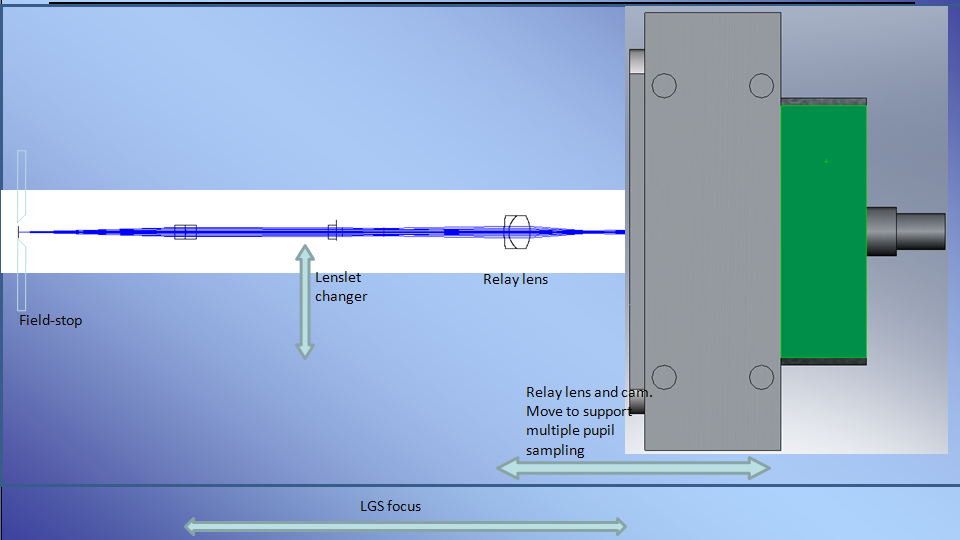 Lenslet
changer
Relay lens
Field-stop
Relay lens and cam.
Move to support
multiple pupil
sampling
LGS focus